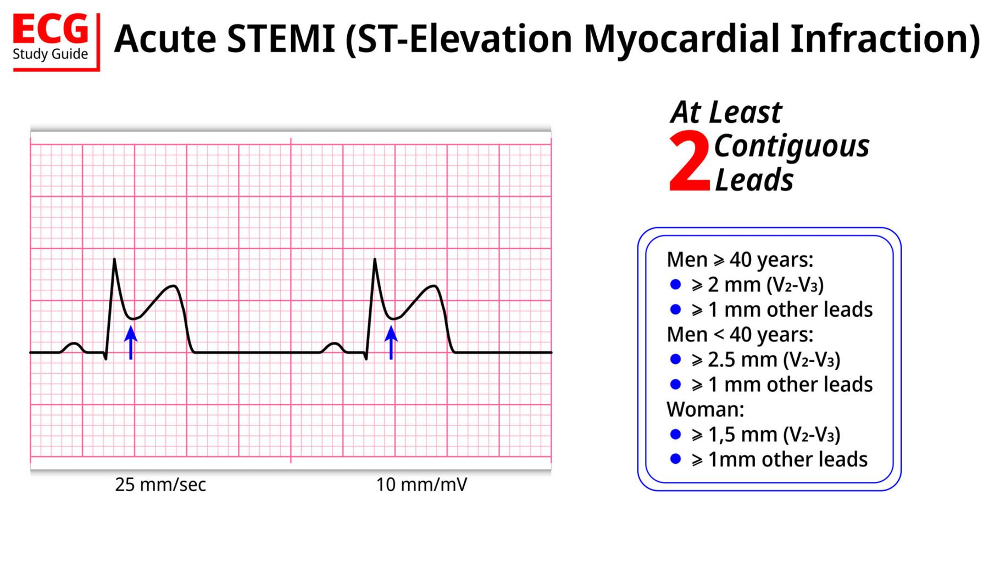 ECG
Study Guide
Acute STEMI (ST-Elevation Myocardial Infraction)
At Least
2 Contiguous
Leads
Men ⩾ 40 years:
● ⩾ 2 mm (V₂-V₃)
● ⩾ 1 mm other leads
Men < 40 years:
● ⩾ 2.5 mm (V₂-V₃)
● ⩾ 1 mm other leads
Woman:
● ⩾ 1,5 mm (V₂-V₃)
● ⩾ 1mm other leads
25 mm/sec
10 mm/mV